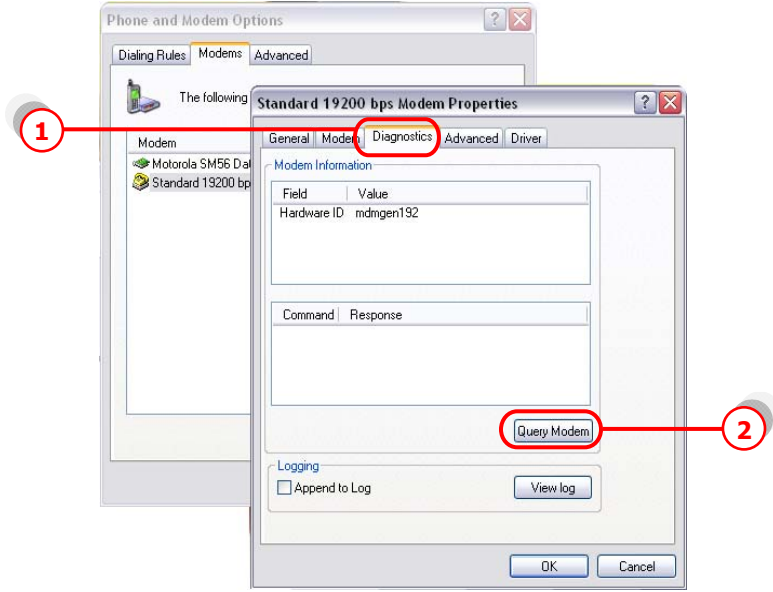 Phone and Modem Options
Dialing Rules Modems Advanced
The following
Modem
Motorola SM56 Dat
Standard 19200 bp
Standard 19200 bps Modem Properties
General Modem Diagnostics Advanced Driver
Modem Information
Field Value
Hardware ID mdmgen192
Command Response
Query Modem
Logging
Append to Log View log
OK Cancel
1
2